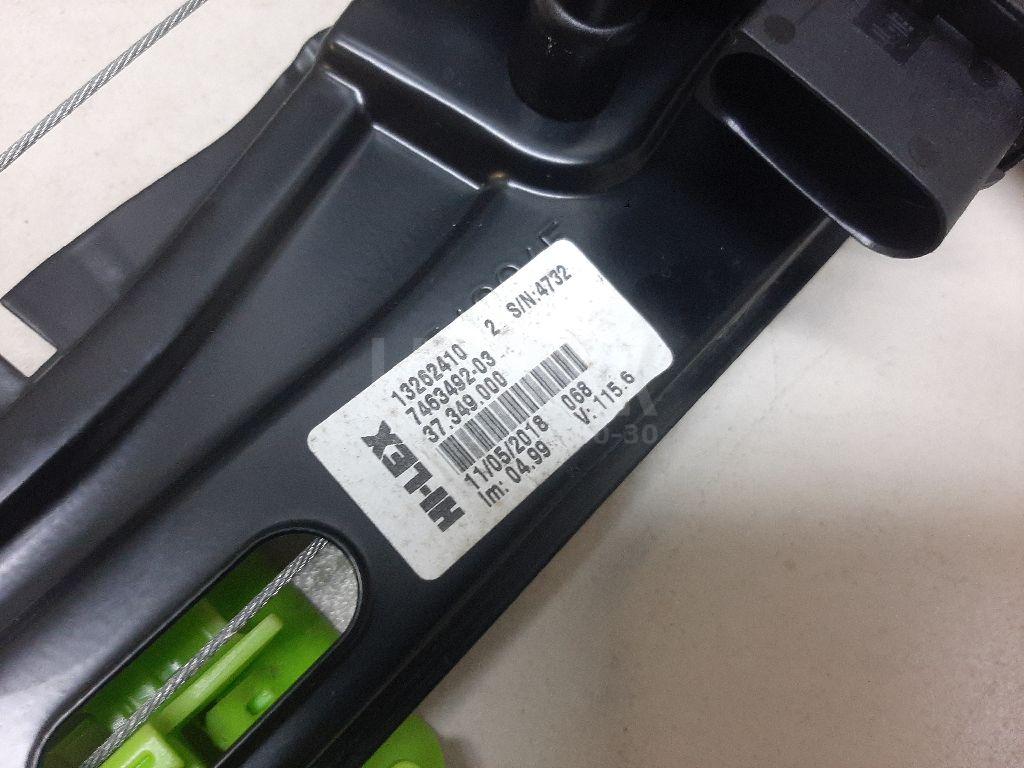 HI-LEX
13262410 2 S/N:4732
7463492-03
37.349.000
11/05/2018 068
Im: 04.99 V: 115.6